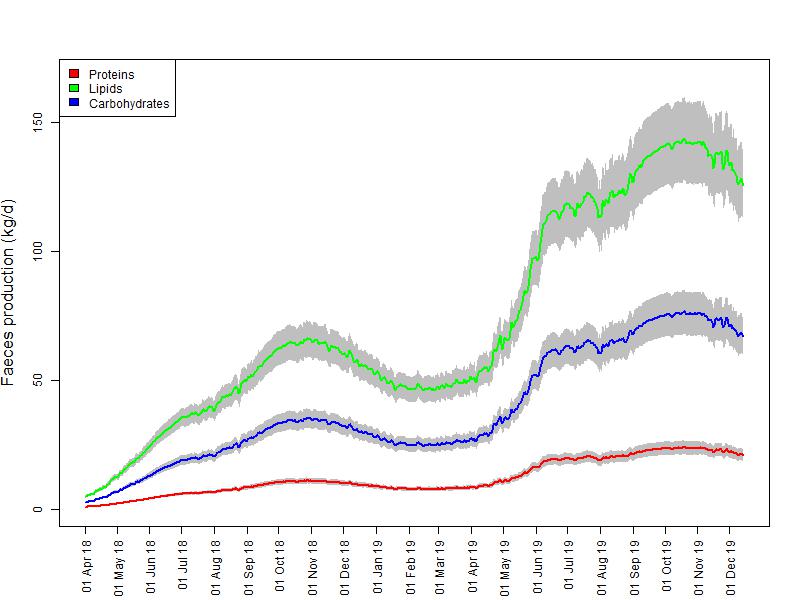 Proteins
Lipids
Carbohydrates
Faeces production (kg/d)
150
100
50
0
01 Apr 18
01 May 18
01 Jun 18
01 Jul 18
01 Aug 18
01 Sep 18
01 Oct 18
01 Nov 18
01 Dec 18
01 Jan 19
01 Feb 19
01 Mar 19
01 Apr 19
01 May 19
01 Jun 19
01 Jul 19
01 Aug 19
01 Sep 19
01 Oct 19
01 Nov 19
01 Dec 19